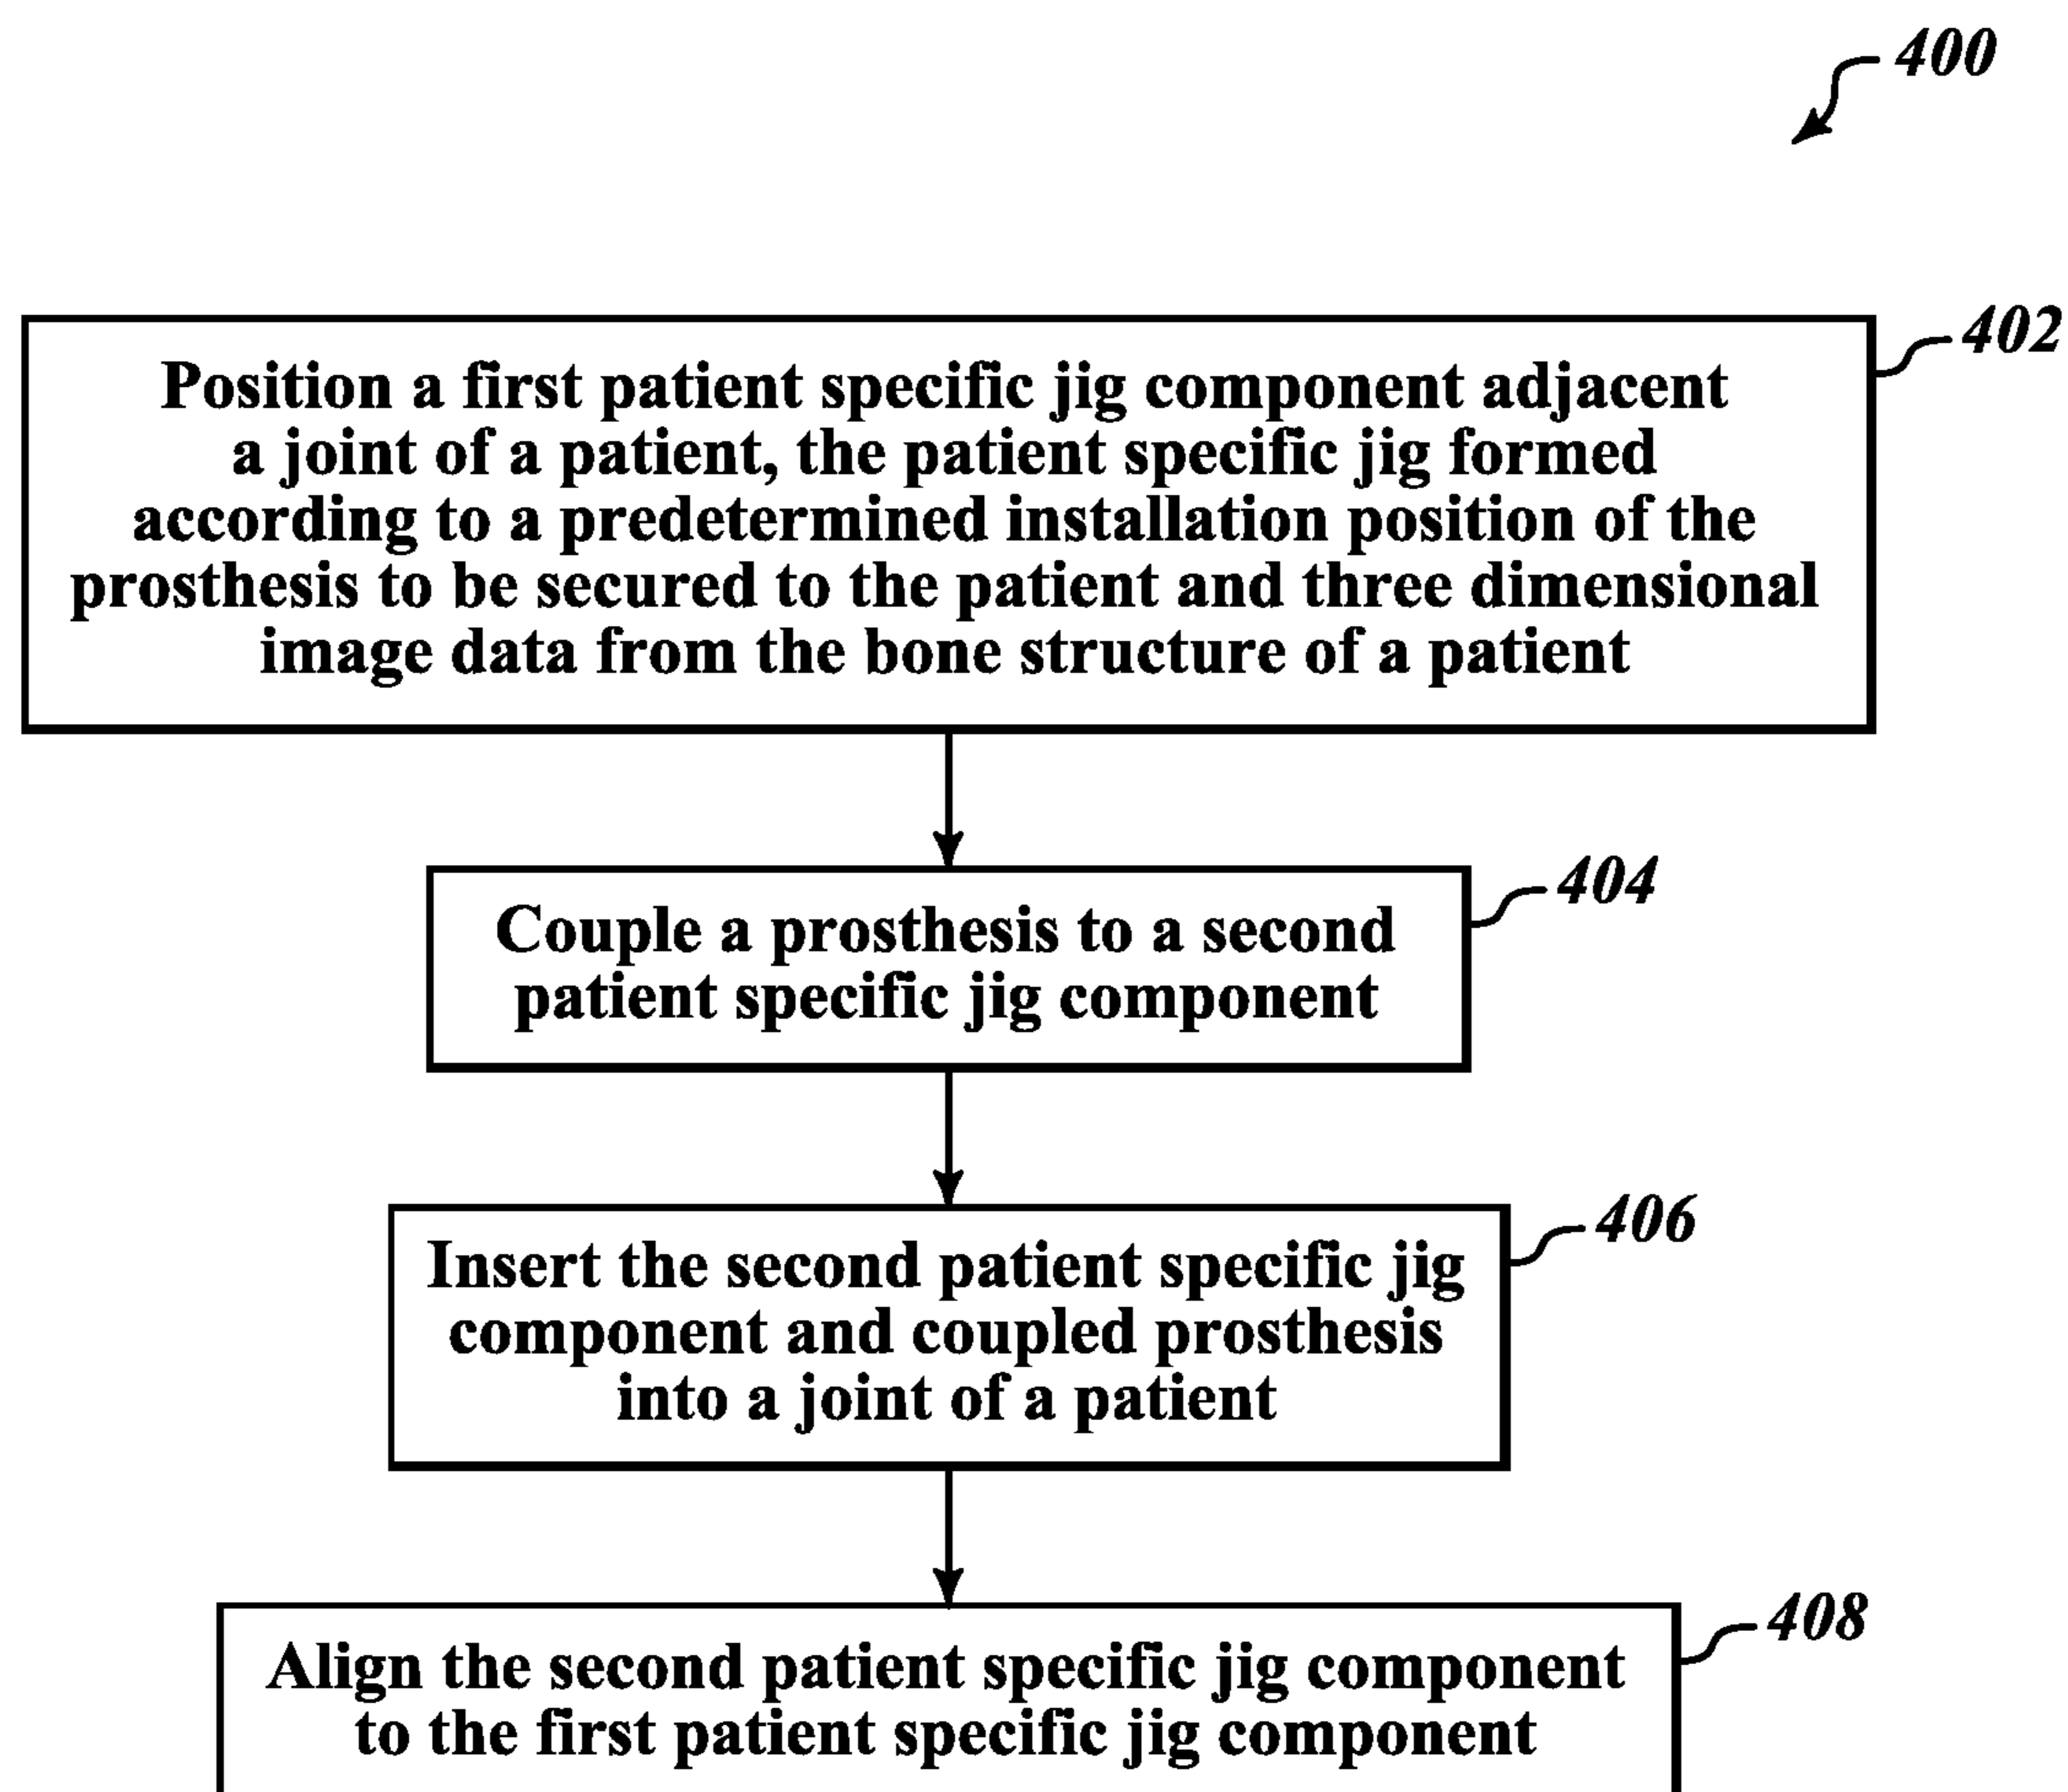 400
402
Position a first patient specific jig component adjacent
a joint of a patient, the patient specific jig formed
according to a predetermined installation position of the
prosthesis to be secured to the patient and three dimensional
image data from the bone structure of a patient
404
Couple a prosthesis to a second
patient specific jig component
406
Insert the second patient specific jig
component and coupled prosthesis
into a joint of a patient
408
Align the second patient specific jig component
to the first patient specific jig component